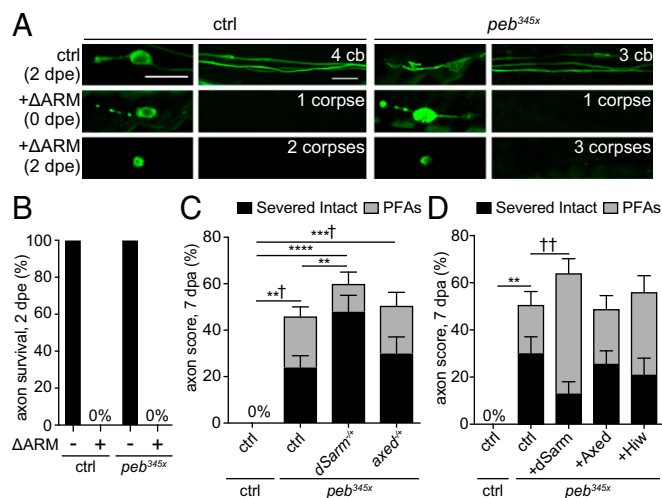 A
ctrl peb³⁴⁵ˣ
ctrl (2 dpe) 4 cb 3 cb
+ΔARM (0 dpe) 1 corpse 1 corpse
+ΔARM (2 dpe) 2 corpses 3 corpses
B
axon survival, 2 dpe (%)
100
80
60
40
20
0
0% 0%
ΔARM - + - +
ctrl peb³⁴⁵ˣ
C
Severed Intact PFAs
axon score, 7 dpa (%)
80
60
40
20
0
***†
****
**
**†
0%
ctrl ctrl dSarm⁻/⁺ axed⁻/⁺
ctrl peb³⁴⁵ˣ
D
Severed Intact PFAs
axon score, 7 dpa (%)
80
60
40
20
0
††
**
0%
ctrl ctrl +dSarm +Axed +Hiw
ctrl peb³⁴⁵ˣ